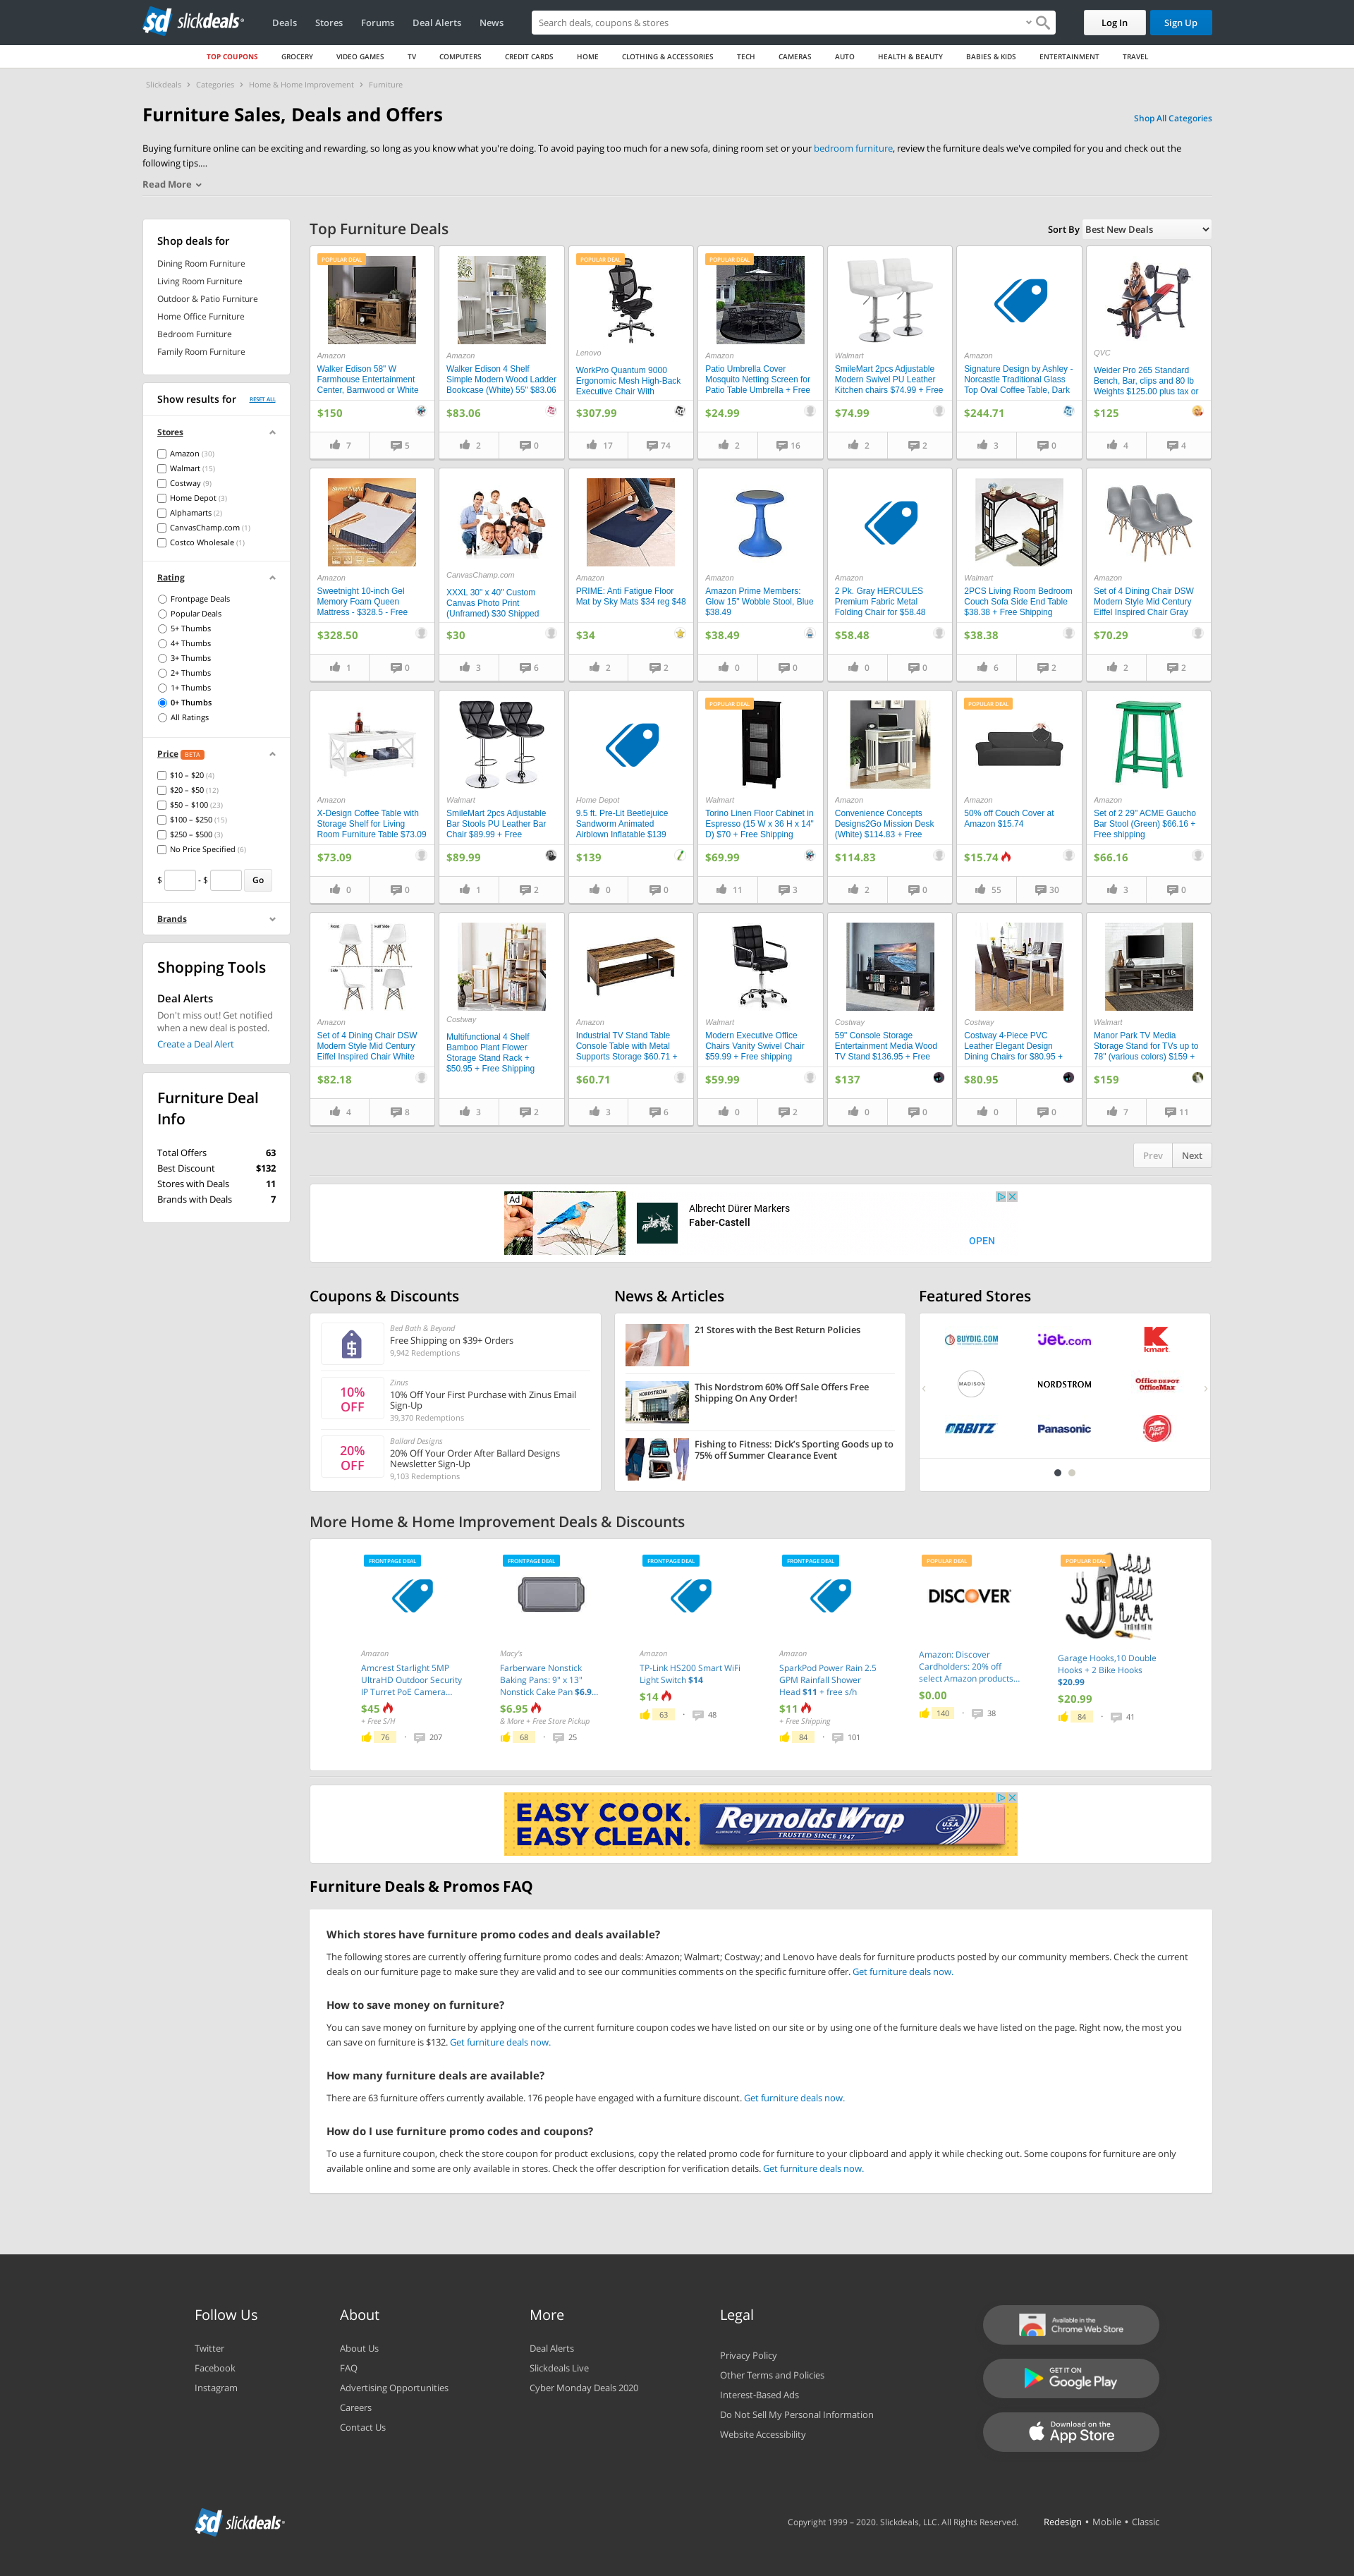 slickdeals
Deals
Stores
Forums
Deal Alerts
News
Search deals, coupons & stores
Log In
Sign Up
TOP COUPONS
GROCERY
VIDEO GAMES
TV
COMPUTERS
CREDIT CARDS
HOME
CLOTHING & ACCESSORIES
TECH
CAMERAS
AUTO
HEALTH & BEAUTY
BABIES & KIDS
ENTERTAINMENT
TRAVEL
Slickdeals > Categories > Home & Home Improvement > Furniture
Furniture Sales, Deals and Offers
Shop All Categories
Buying furniture online can be exciting and rewarding, so long as you know what you're doing. To avoid paying too much for a new sofa, dining room set or your bedroom furniture, review the furniture deals we've compiled for you and check out the
following tips....
Read More
Shop deals for
Dining Room Furniture
Living Room Furniture
Outdoor & Patio Furniture
Home Office Furniture
Bedroom Furniture
Family Room Furniture
Show results for
RESET ALL
Stores
Amazon (30)
Walmart (15)
Costway (9)
Home Depot (3)
Alphamarts (2)
CanvasChamp.com (1)
Costco Wholesale (1)
Rating
Frontpage Deals
Popular Deals
5+ Thumbs
4+ Thumbs
3+ Thumbs
2+ Thumbs
1+ Thumbs
0+ Thumbs
All Ratings
Price BETA
$10 – $20 (4)
$20 – $50 (12)
$50 – $100 (23)
$100 – $250 (15)
$250 – $500 (3)
No Price Specified (6)
$ - $ Go
Brands
Shopping Tools
Deal Alerts
Don't miss out! Get notified
when a new deal is posted.
Create a Deal Alert
Furniture Deal
Info
Total Offers 63
Best Discount $132
Stores with Deals 11
Brands with Deals 7
Top Furniture Deals
Sort By Best New Deals
POPULAR DEAL
Amazon
Walker Edison 58" W
Farmhouse Entertainment
Center, Barnwood or White
$150
7 5
Amazon
Walker Edison 4 Shelf
Simple Modern Wood Ladder
Bookcase (White) 55" $83.06
$83.06
2 0
POPULAR DEAL
Lenovo
WorkPro Quantum 9000
Ergonomic Mesh High-Back
Executive Chair With
$307.99
17 74
POPULAR DEAL
Amazon
Patio Umbrella Cover
Mosquito Netting Screen for
Patio Table Umbrella + Free
$24.99
2 16
Walmart
SmileMart 2pcs Adjustable
Modern Swivel PU Leather
Kitchen chairs $74.99 + Free
$74.99
2 2
Amazon
Signature Design by Ashley -
Norcastle Traditional Glass
Top Oval Coffee Table, Dark
$244.71
3 0
QVC
Weider Pro 265 Standard
Bench, Bar, clips and 80 lb
Weights $125.00 plus tax or
$125
4 4
Amazon
Sweetnight 10-inch Gel
Memory Foam Queen
Mattress - $328.5 - Free
$328.50
1 0
CanvasChamp.com
XXXL 30" x 40" Custom
Canvas Photo Print
(Unframed) $30 Shipped
$30
3 6
Amazon
PRIME: Anti Fatigue Floor
Mat by Sky Mats $34 reg $48
$34
2 2
Amazon
Amazon Prime Members:
Glow 15" Wobble Stool, Blue
$38.49
$38.49
0 0
Amazon
2 Pk. Gray HERCULES
Premium Fabric Metal
Folding Chair for $58.48
$58.48
0 0
Walmart
2PCS Living Room Bedroom
Couch Sofa Side End Table
$38.38 + Free Shipping
$38.38
6 2
Amazon
Set of 4 Dining Chair DSW
Modern Style Mid Century
Eiffel Inspired Chair Gray
$70.29
2 2
Amazon
X-Design Coffee Table with
Storage Shelf for Living
Room Furniture Table $73.09
$73.09
0 0
Walmart
SmileMart 2pcs Adjustable
Bar Stools PU Leather Bar
Chair $89.99 + Free
$89.99
1 2
Home Depot
9.5 ft. Pre-Lit Beetlejuice
Sandworm Animated
Airblown Inflatable $139
$139
0 0
POPULAR DEAL
Walmart
Torino Linen Floor Cabinet in
Espresso (15 W x 36 H x 14"
D) $70 + Free Shipping
$69.99
11 3
Amazon
Convenience Concepts
Designs2Go Mission Desk
(White) $114.83 + Free
$114.83
2 0
POPULAR DEAL
Amazon
50% off Couch Cover at
Amazon $15.74
$15.74
55 30
Amazon
Set of 2 29" ACME Gaucho
Bar Stool (Green) $66.16 +
Free shipping
$66.16
3 0
Amazon
Set of 4 Dining Chair DSW
Modern Style Mid Century
Eiffel Inspired Chair White
$82.18
4 8
Costway
Multifunctional 4 Shelf
Bamboo Plant Flower
Storage Stand Rack +
$50.95 + Free Shipping
3 2
Amazon
Industrial TV Stand Table
Console Table with Metal
Supports Storage $60.71 +
$60.71
3 6
Walmart
Modern Executive Office
Chairs Vanity Swivel Chair
$59.99 + Free shipping
$59.99
0 2
Costway
59" Console Storage
Entertainment Media Wood
TV Stand $136.95 + Free
$137
0 0
Costway
Costway 4-Piece PVC
Leather Elegant Design
Dining Chairs for $80.95 +
$80.95
0 0
Walmart
Manor Park TV Media
Storage Stand for TVs up to
78" (various colors) $159 +
$159
7 11
Prev Next
Ad
Albrecht Dürer Markers
Faber-Castell
OPEN
Coupons & Discounts
Bed Bath & Beyond
Free Shipping on $39+ Orders
9,942 Redemptions
10%
OFF
Zinus
10% Off Your First Purchase with Zinus Email
Sign-Up
39,370 Redemptions
20%
OFF
Ballard Designs
20% Off Your Order After Ballard Designs
Newsletter Sign-Up
9,103 Redemptions
News & Articles
21 Stores with the Best Return Policies
NORDSTROM
This Nordstrom 60% Off Sale Offers Free
Shipping On Any Order!
Fishing to Fitness: Dick's Sporting Goods up to
75% off Summer Clearance Event
Featured Stores
BUYDIG.COM
jet.com
kmart
MADISON
NORDSTROM
Office DEPOT
OfficeMax
ORBITZ
Panasonic
Pizza Hut
More Home & Home Improvement Deals & Discounts
FRONTPAGE DEAL
Amazon
Amcrest Starlight 5MP
UltraHD Outdoor Security
IP Turret PoE Camera...
$45
+ Free S/H
76 · 207
FRONTPAGE DEAL
Macy's
Farberware Nonstick
Baking Pans: 9" x 13"
Nonstick Cake Pan $6.9...
$6.95
& More + Free Store Pickup
68 · 25
FRONTPAGE DEAL
Amazon
TP-Link HS200 Smart WiFi
Light Switch $14
$14
63 · 48
FRONTPAGE DEAL
Amazon
SparkPod Power Rain 2.5
GPM Rainfall Shower
Head $11 + free s/h
$11
+ Free Shipping
84 · 101
POPULAR DEAL
DISCOVER
Amazon: Discover
Cardholders: 20% off
select Amazon products...
$0.00
140 · 38
POPULAR DEAL
Garage Hooks,10 Double
Hooks + 2 Bike Hooks
$20.99
$20.99
84 · 41
EASY COOK.
EASY CLEAN.
Reynolds Wrap
TRUSTED SINCE 1947
U.S.A.
Furniture Deals & Promos FAQ
Which stores have furniture promo codes and deals available?
The following stores are currently offering furniture promo codes and deals: Amazon; Walmart; Costway; and Lenovo have deals for furniture products posted by our community members. Check the current
deals on our furniture page to make sure they are valid and to see our communities comments on the specific furniture offer. Get furniture deals now.
How to save money on furniture?
You can save money on furniture by applying one of the current furniture coupon codes we have listed on our site or by using one of the furniture deals we have listed on the page. Right now, the most you
can save on furniture is $132. Get furniture deals now.
How many furniture deals are available?
There are 63 furniture offers currently available. 176 people have engaged with a furniture discount. Get furniture deals now.
How do I use furniture promo codes and coupons?
To use a furniture coupon, check the store coupon for product exclusions, copy the related promo code for furniture to your clipboard and apply it while checking out. Some coupons for furniture are only
available online and some are only available in stores. Check the offer description for verification details. Get furniture deals now.
Follow Us
Twitter
Facebook
Instagram
About
About Us
FAQ
Advertising Opportunities
Careers
Contact Us
More
Deal Alerts
Slickdeals Live
Cyber Monday Deals 2020
Legal
Privacy Policy
Other Terms and Policies
Interest-Based Ads
Do Not Sell My Personal Information
Website Accessibility
Available in the
Chrome Web Store
GET IT ON
Google Play
Download on the
App Store
slickdeals
Copyright 1999 – 2020. Slickdeals, LLC. All Rights Reserved.
Redesign • Mobile • Classic